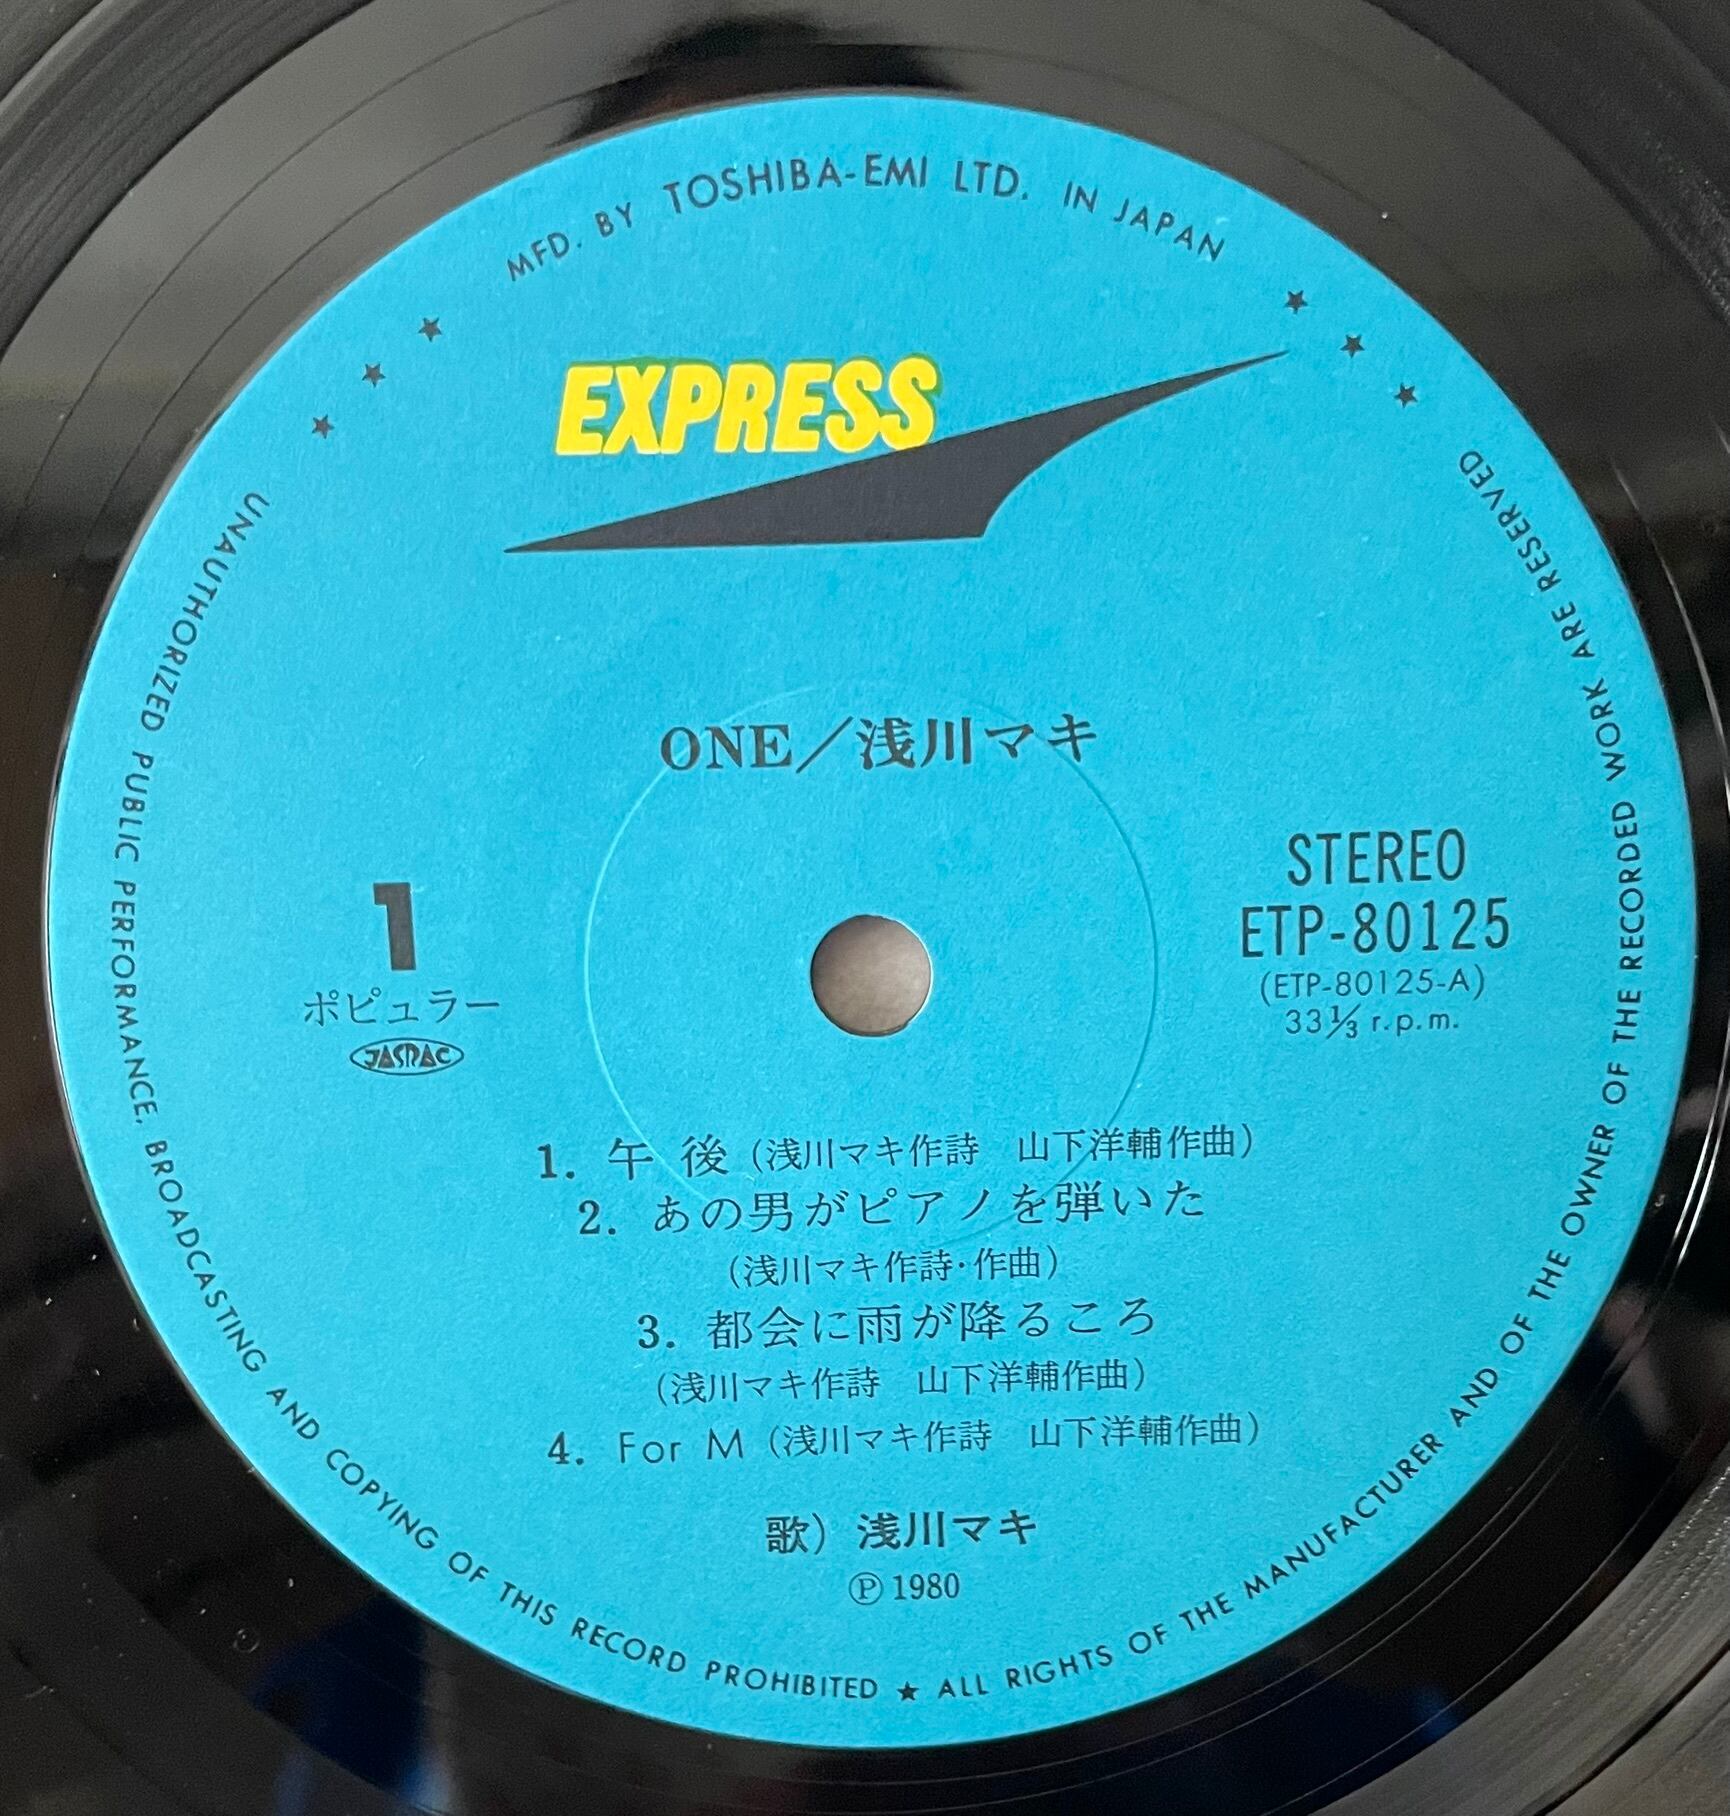 MFD. BY TOSHIBA-EMI LTD. IN JAPAN
EXPRESS
ONE／浅川マキ
1
ポピュラー
JASRAC
STEREO
ETP-80125
(ETP-80125-A)
33⅓ r.p.m.
1. 午後（浅川マキ作詩　山下洋輔作曲）
2. あの男がピアノを弾いた
（浅川マキ作詩・作曲）
3. 都会に雨が降るころ
（浅川マキ作詩　山下洋輔作曲）
4. For M（浅川マキ作詩　山下洋輔作曲）
歌）浅川マキ
Ⓟ 1980
UNAUTHORIZED PUBLIC PERFORMANCE, BROADCASTING AND COPYING OF THIS RECORD PROHIBITED ★ ALL RIGHTS OF THE MANUFACTURER AND OF THE OWNER OF THE RECORDED WORK ARE RESERVED